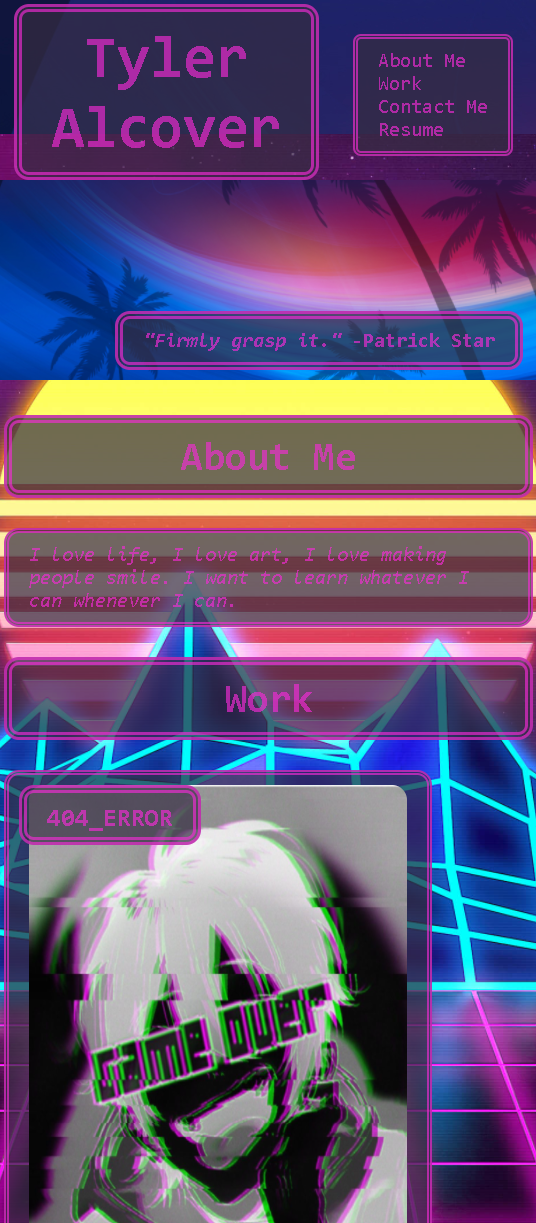 Tyler
Alcover
About Me
Work
Contact Me
Resume
“Firmly grasp it.“ -Patrick Star
About Me
I love life, I love art, I love making
people smile. I want to learn whatever I
can whenever I can.
Work
404_ERROR
GAME OVER